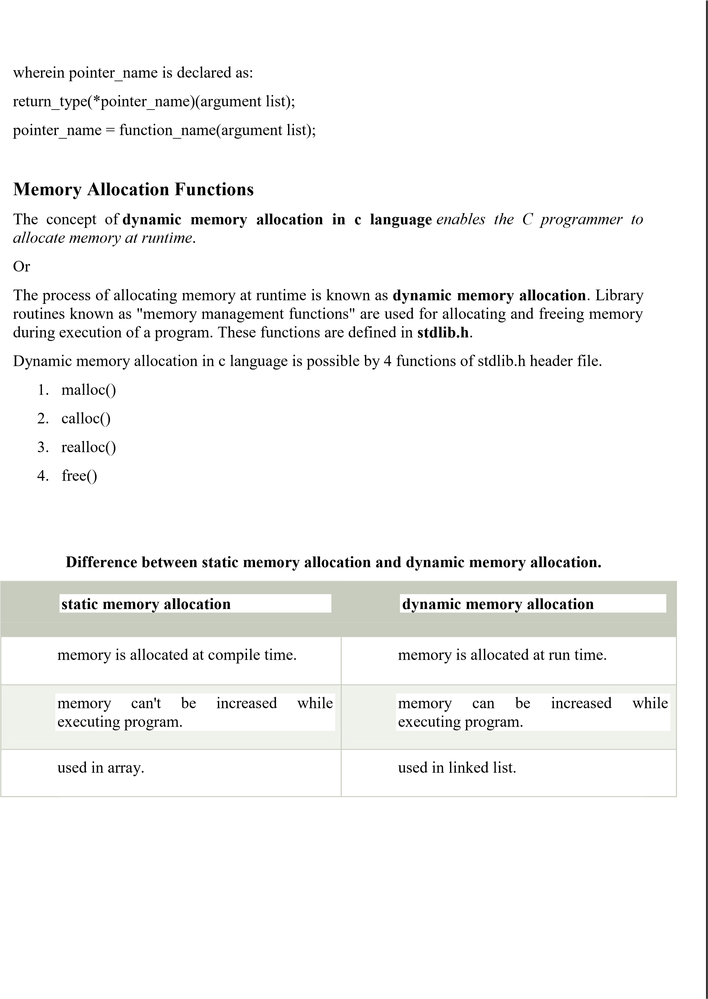 wherein pointer_name is declared as:
return_type(*pointer_name)(argument list);
pointer_name = function_name(argument list);
Memory Allocation Functions
The concept of dynamic memory allocation in c language enables the C programmer to
allocate memory at runtime.
Or
The process of allocating memory at runtime is known as dynamic memory allocation. Library
routines known as "memory management functions" are used for allocating and freeing memory
during execution of a program. These functions are defined in stdlib.h.
Dynamic memory allocation in c language is possible by 4 functions of stdlib.h header file.
1. malloc()
2. calloc()
3. realloc()
4. free()
Difference between static memory allocation and dynamic memory allocation.
static memory allocation dynamic memory allocation
memory is allocated at compile time. memory is allocated at run time.
memory can't be increased while memory can be increased while
executing program. executing program.
used in array. used in linked list.